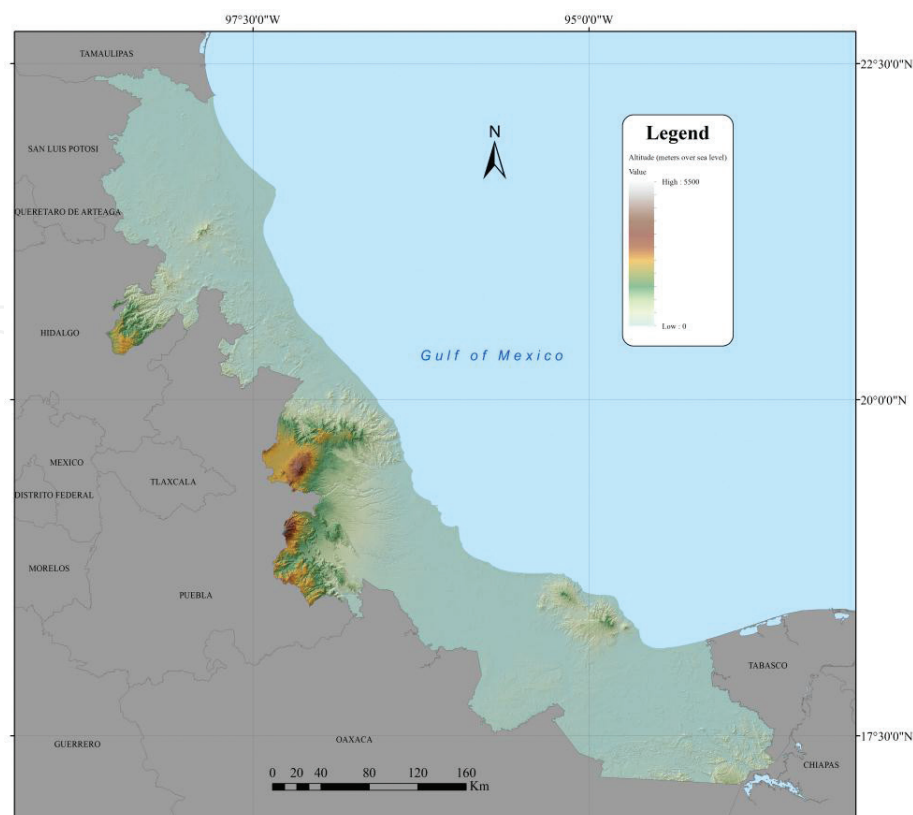 97°30'0"W
95°0'0"W
TAMAULIPAS
22°30'0"N
Legend
N
SAN LUIS POTOSI
Altitude (meters over sea level)
Value
High : 5500
QUERETARO DE ARTEAGA
Low : 0
HIDALGO
Gulf of Mexico
20°0'0"N
MEXICO
TLAXCALA
DISTRITO FEDERAL
MORELOS
PUEBLA
TABASCO
17°30'0"N
GUERRERO
OAXACA
CHIAPAS
0 20 40 80 120 160
Km